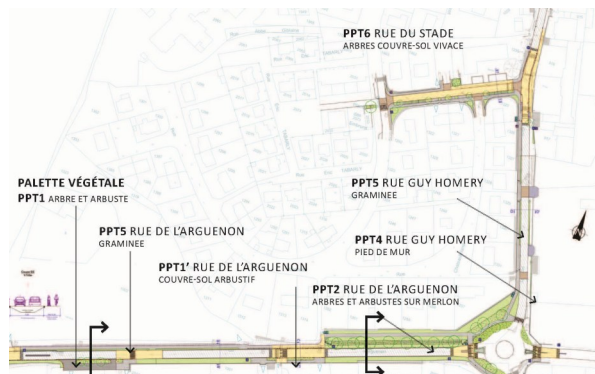 PPT6 RUE DU STADE
ARBRES COUVRE-SOL VIVACE
PALETTE VÉGÉTALE
PPT1 ARBRE ET ARBUSTE
PPT5 RUE GUY HOMERY
GRAMINEE
PPT5 RUE DE L'ARGUENON
GRAMINEE
PPT4 RUE GUY HOMERY
PIED DE MUR
PPT1' RUE DE L'ARGUENON
COUVRE-SOL ARBUSTIF
PPT2 RUE DE L'ARGUENON
ARBRES ET ARBUSTES SUR MERLON